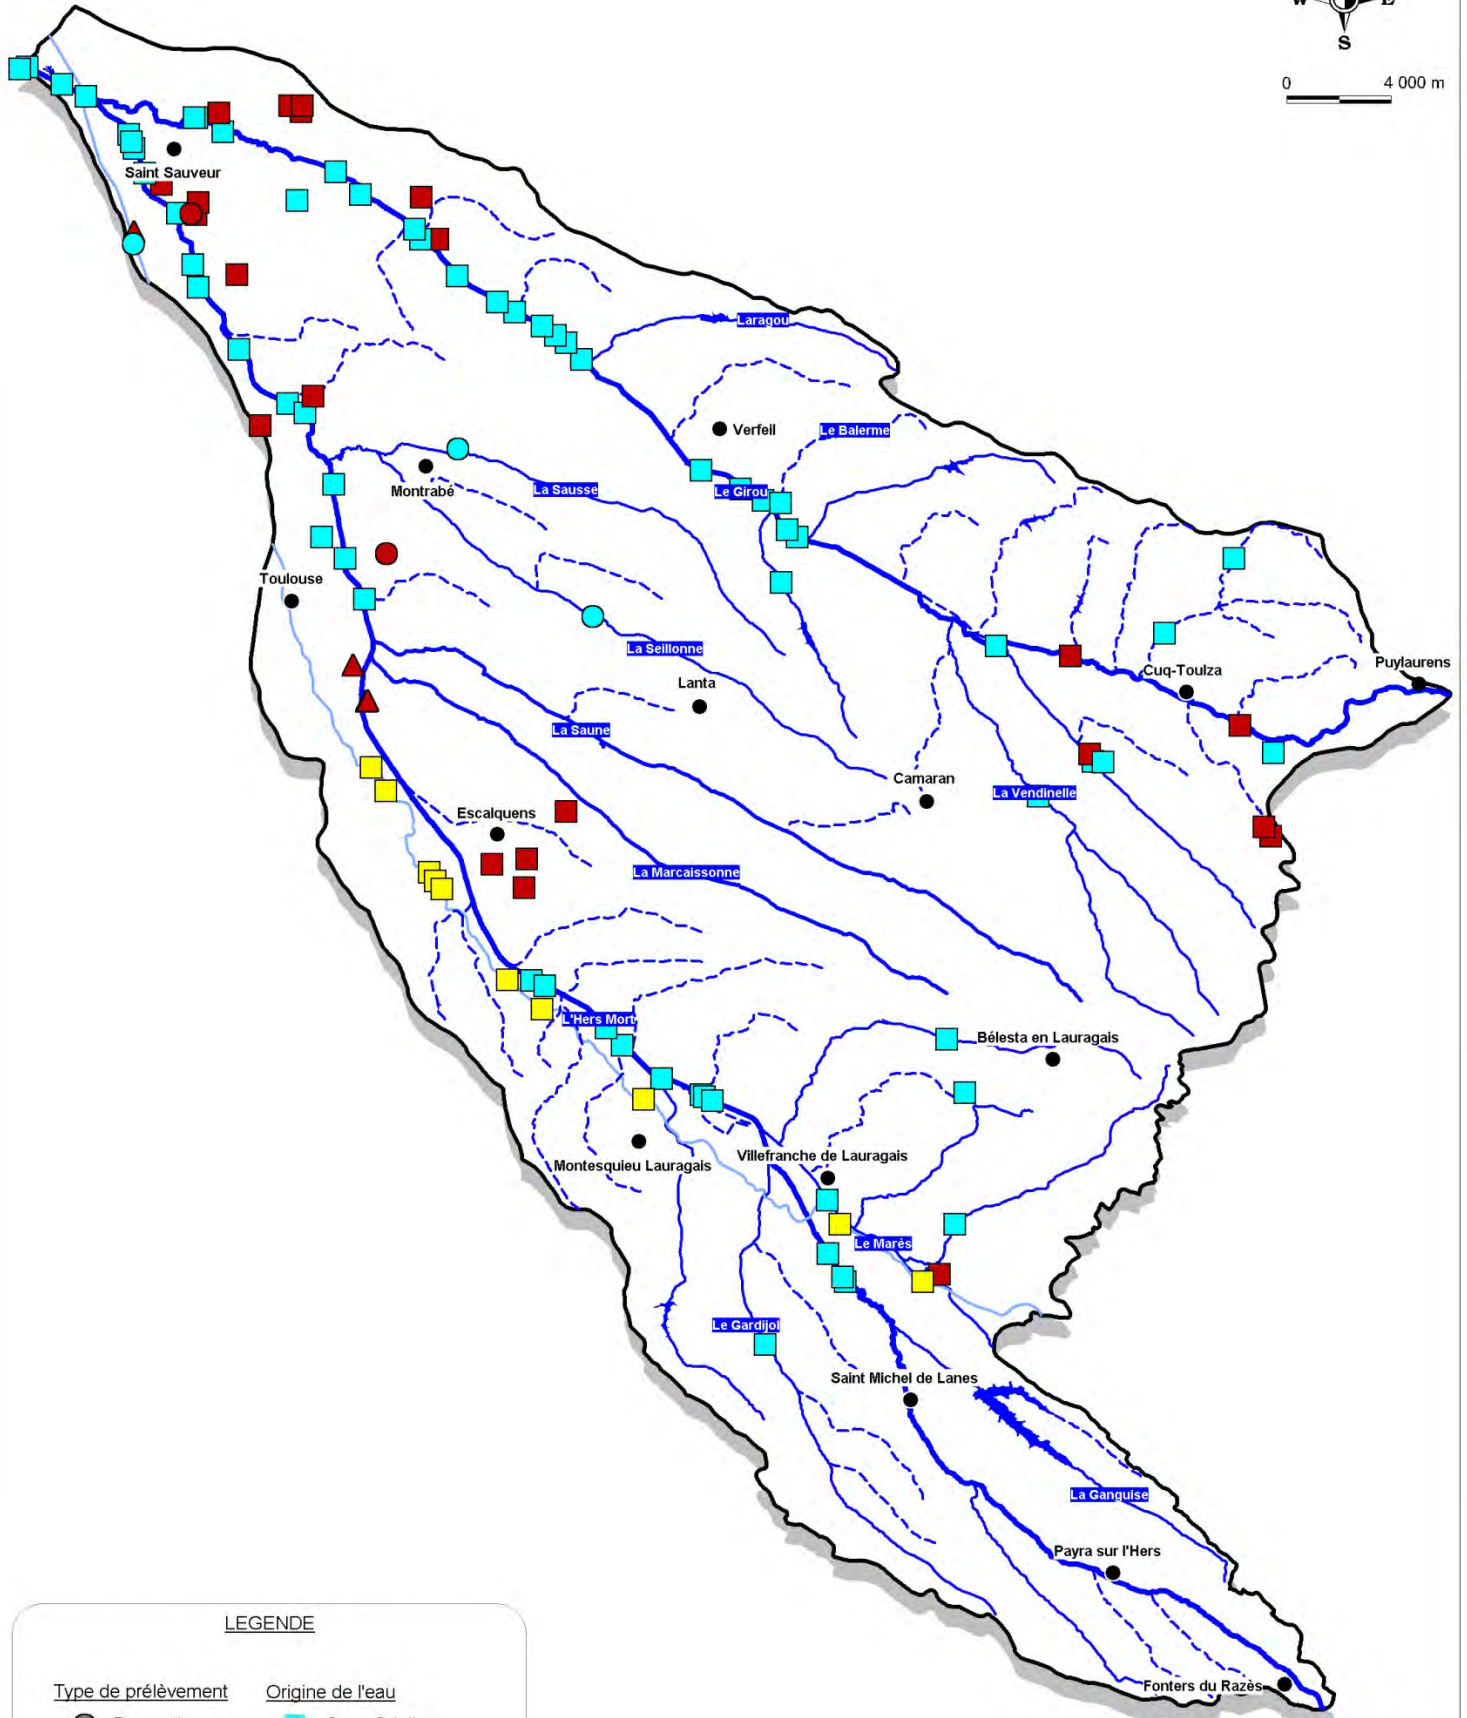 W E
S
0 4 000 m
Saint Sauveur
Laragou
Verfeil
Le Balerme
Montrabé
La Sausse
Le Girou
Toulouse
La Seillonne
Lanta
Cuq-Toulza
Puylaurens
La Saune
Camaran
La Vendinelle
Escalquens
La Marcaissonne
L'Hers Mort
Bélesta en Lauragais
Villefranche de Lauragais
Montesquieu Lauragais
Le Marès
Le Gardijol
Saint Michel de Lanes
La Ganguise
Payra sur l'Hers
Fonters du Razès
LEGENDE
Type de prélèvement Origine de l'eau